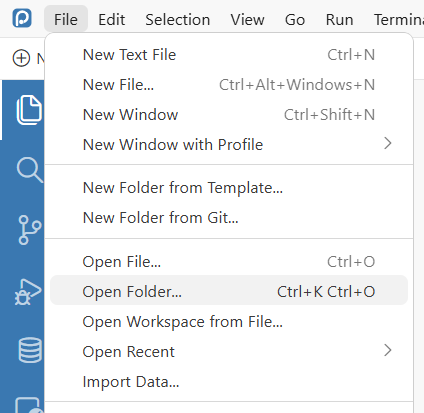 File Edit Selection View Go Run Termina
N
New Text File Ctrl+N
New File... Ctrl+Alt+Windows+N
New Window Ctrl+Shift+N
New Window with Profile
New Folder from Template...
New Folder from Git...
Open File... Ctrl+O
Open Folder... Ctrl+K Ctrl+O
Open Workspace from File...
Open Recent
Import Data...